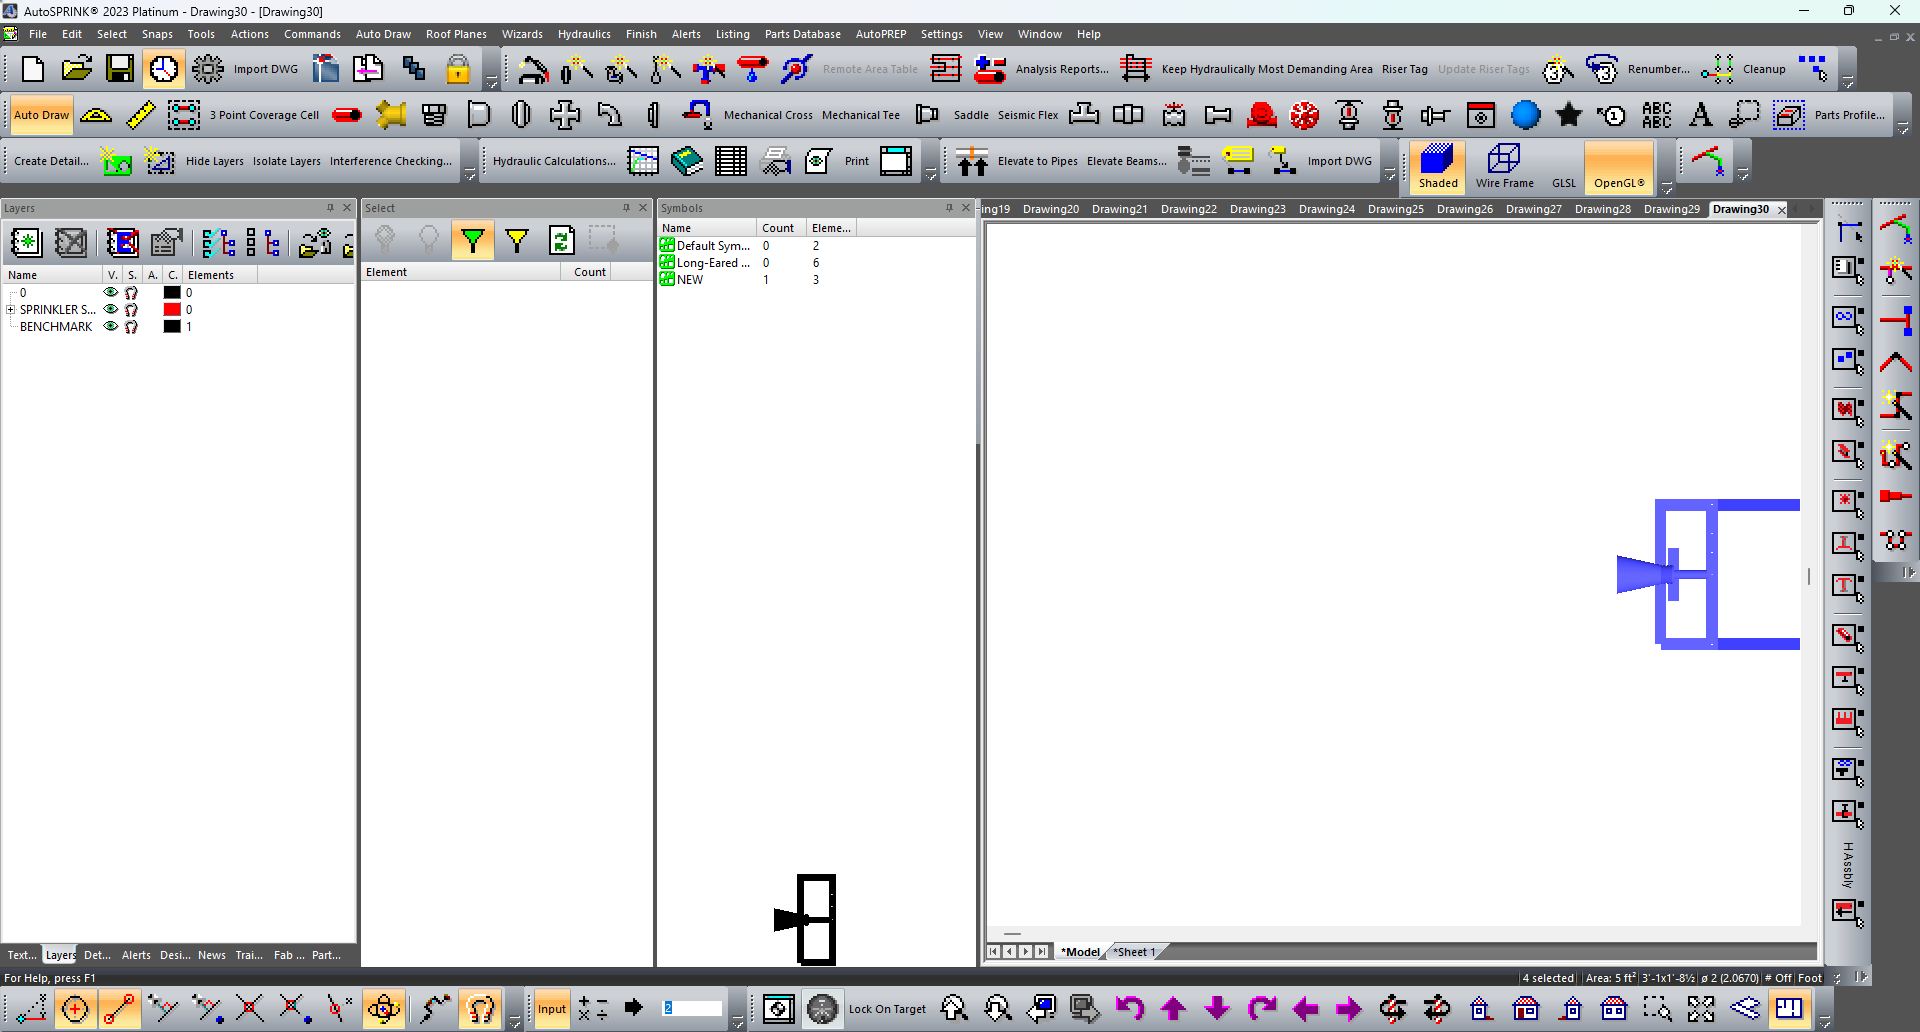 AutoSPRINK® 2023 Platinum - Drawing30 - [Drawing30]
File Edit Select Snaps Tools Actions Commands Auto Draw Roof Planes Wizards Hydraulics Finish Alerts Listing Parts Database AutoPREP Settings View Window Help
Import DWG Remote Area Table Analysis Reports... Keep Hydraulically Most Demanding Area Riser Tag Update Riser Tags 3 3 Renumber... Cleanup
Auto Draw 3 Point Coverage Cell Mechanical Cross Mechanical Tee Saddle Seismic Flex 1 ABC ABC A Parts Profile...
Create Detail... Hide Layers Isolate Layers Interference Checking... Hydraulic Calculations... Print Elevate to Pipes Elevate Beams... Import DWG Shaded Wire Frame GLSL OpenGL®
Layers Select Symbols ing19 Drawing20 Drawing21 Drawing22 Drawing23 Drawing24 Drawing25 Drawing26 Drawing27 Drawing28 Drawing29 Drawing30
Name Count Eleme...
Default Sym... 0 2
Long-Eared ... 0 6
NEW 1 3
Element Count
Name V. S. A. C. Elements
0 0
SPRINKLER S... 0
BENCHMARK 1
HAssbly
Text... Layers Det... Alerts Desi... News Trai... Fab ... Part...
*Model *Sheet 1
For Help, press F1 4 selected Area: 5 ft² 3'-1x1'-8½ ø 2 (2.0670) # Off Foot
Input 2 Lock On Target